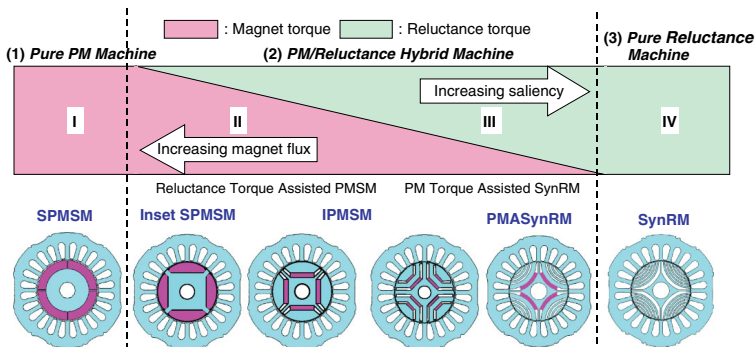 : Magnet torque
: Reluctance torque
(1) Pure PM Machine
(2) PM/Reluctance Hybrid Machine
(3) Pure Reluctance
Machine
Increasing saliency
I
II
III
IV
Increasing magnet flux
Reluctance Torque Assisted PMSM
PM Torque Assisted SynRM
SPMSM
Inset SPMSM
IPMSM
PMASynRM
SynRM